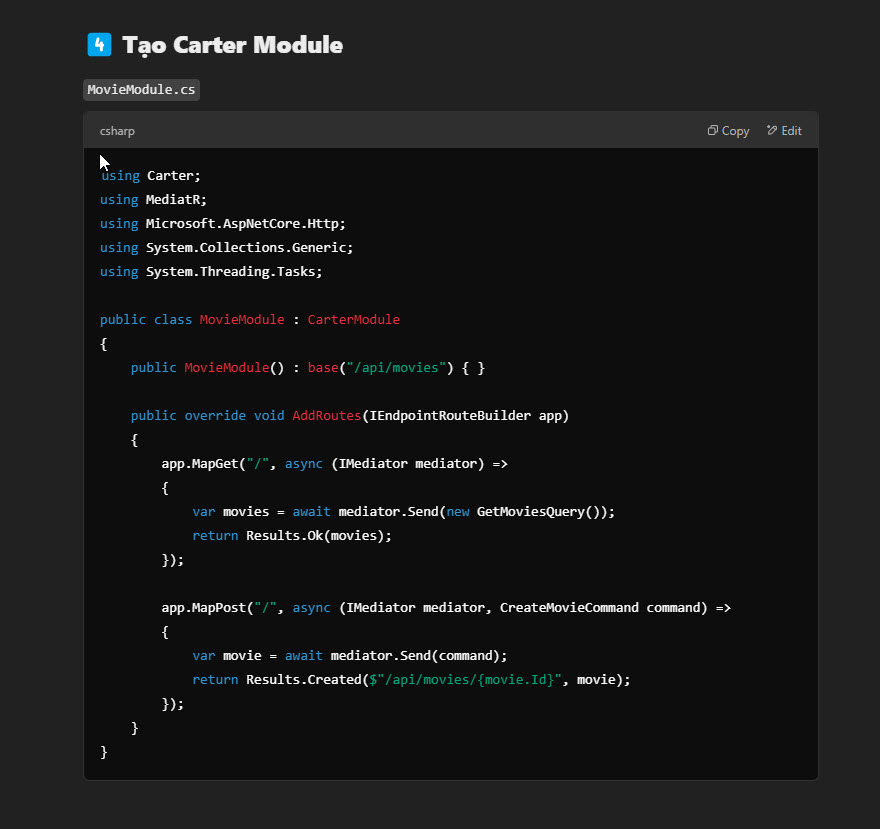 4 Tạo Carter Module
MovieModule.cs
csharp Copy Edit
using Carter;
using MediatR;
using Microsoft.AspNetCore.Http;
using System.Collections.Generic;
using System.Threading.Tasks;
public class MovieModule : CarterModule
{
public MovieModule() : base("/api/movies") { }
public override void AddRoutes(IEndpointRouteBuilder app)
{
app.MapGet("/", async (IMediator mediator) =>
{
var movies = await mediator.Send(new GetMoviesQuery());
return Results.Ok(movies);
});
app.MapPost("/", async (IMediator mediator, CreateMovieCommand command) =>
{
var movie = await mediator.Send(command);
return Results.Created($"/api/movies/{movie.Id}", movie);
});
}
}